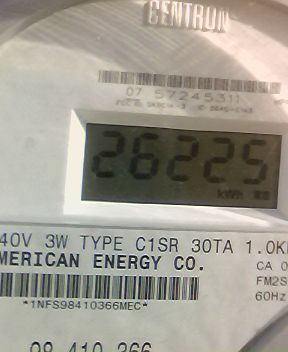 CENTRON
07 57245311
26225
kWh
40V 3W TYPE C1SR 30TA 1.0K
MERICAN ENERGY CO.
CA 0
FM2S
60Hz
*1NFS98410366MEC*
98 410 366